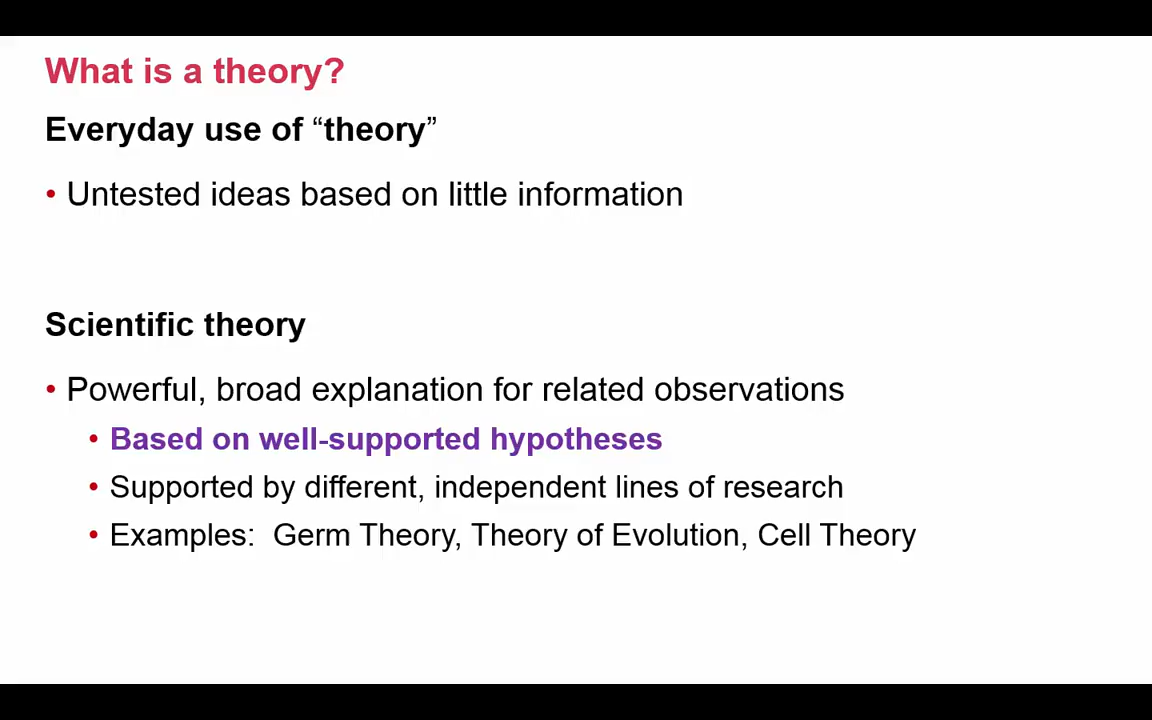 What is a theory?
Everyday use of “theory”
• Untested ideas based on little information
Scientific theory
• Powerful, broad explanation for related observations
• Based on well-supported hypotheses
• Supported by different, independent lines of research
• Examples:  Germ Theory, Theory of Evolution, Cell Theory